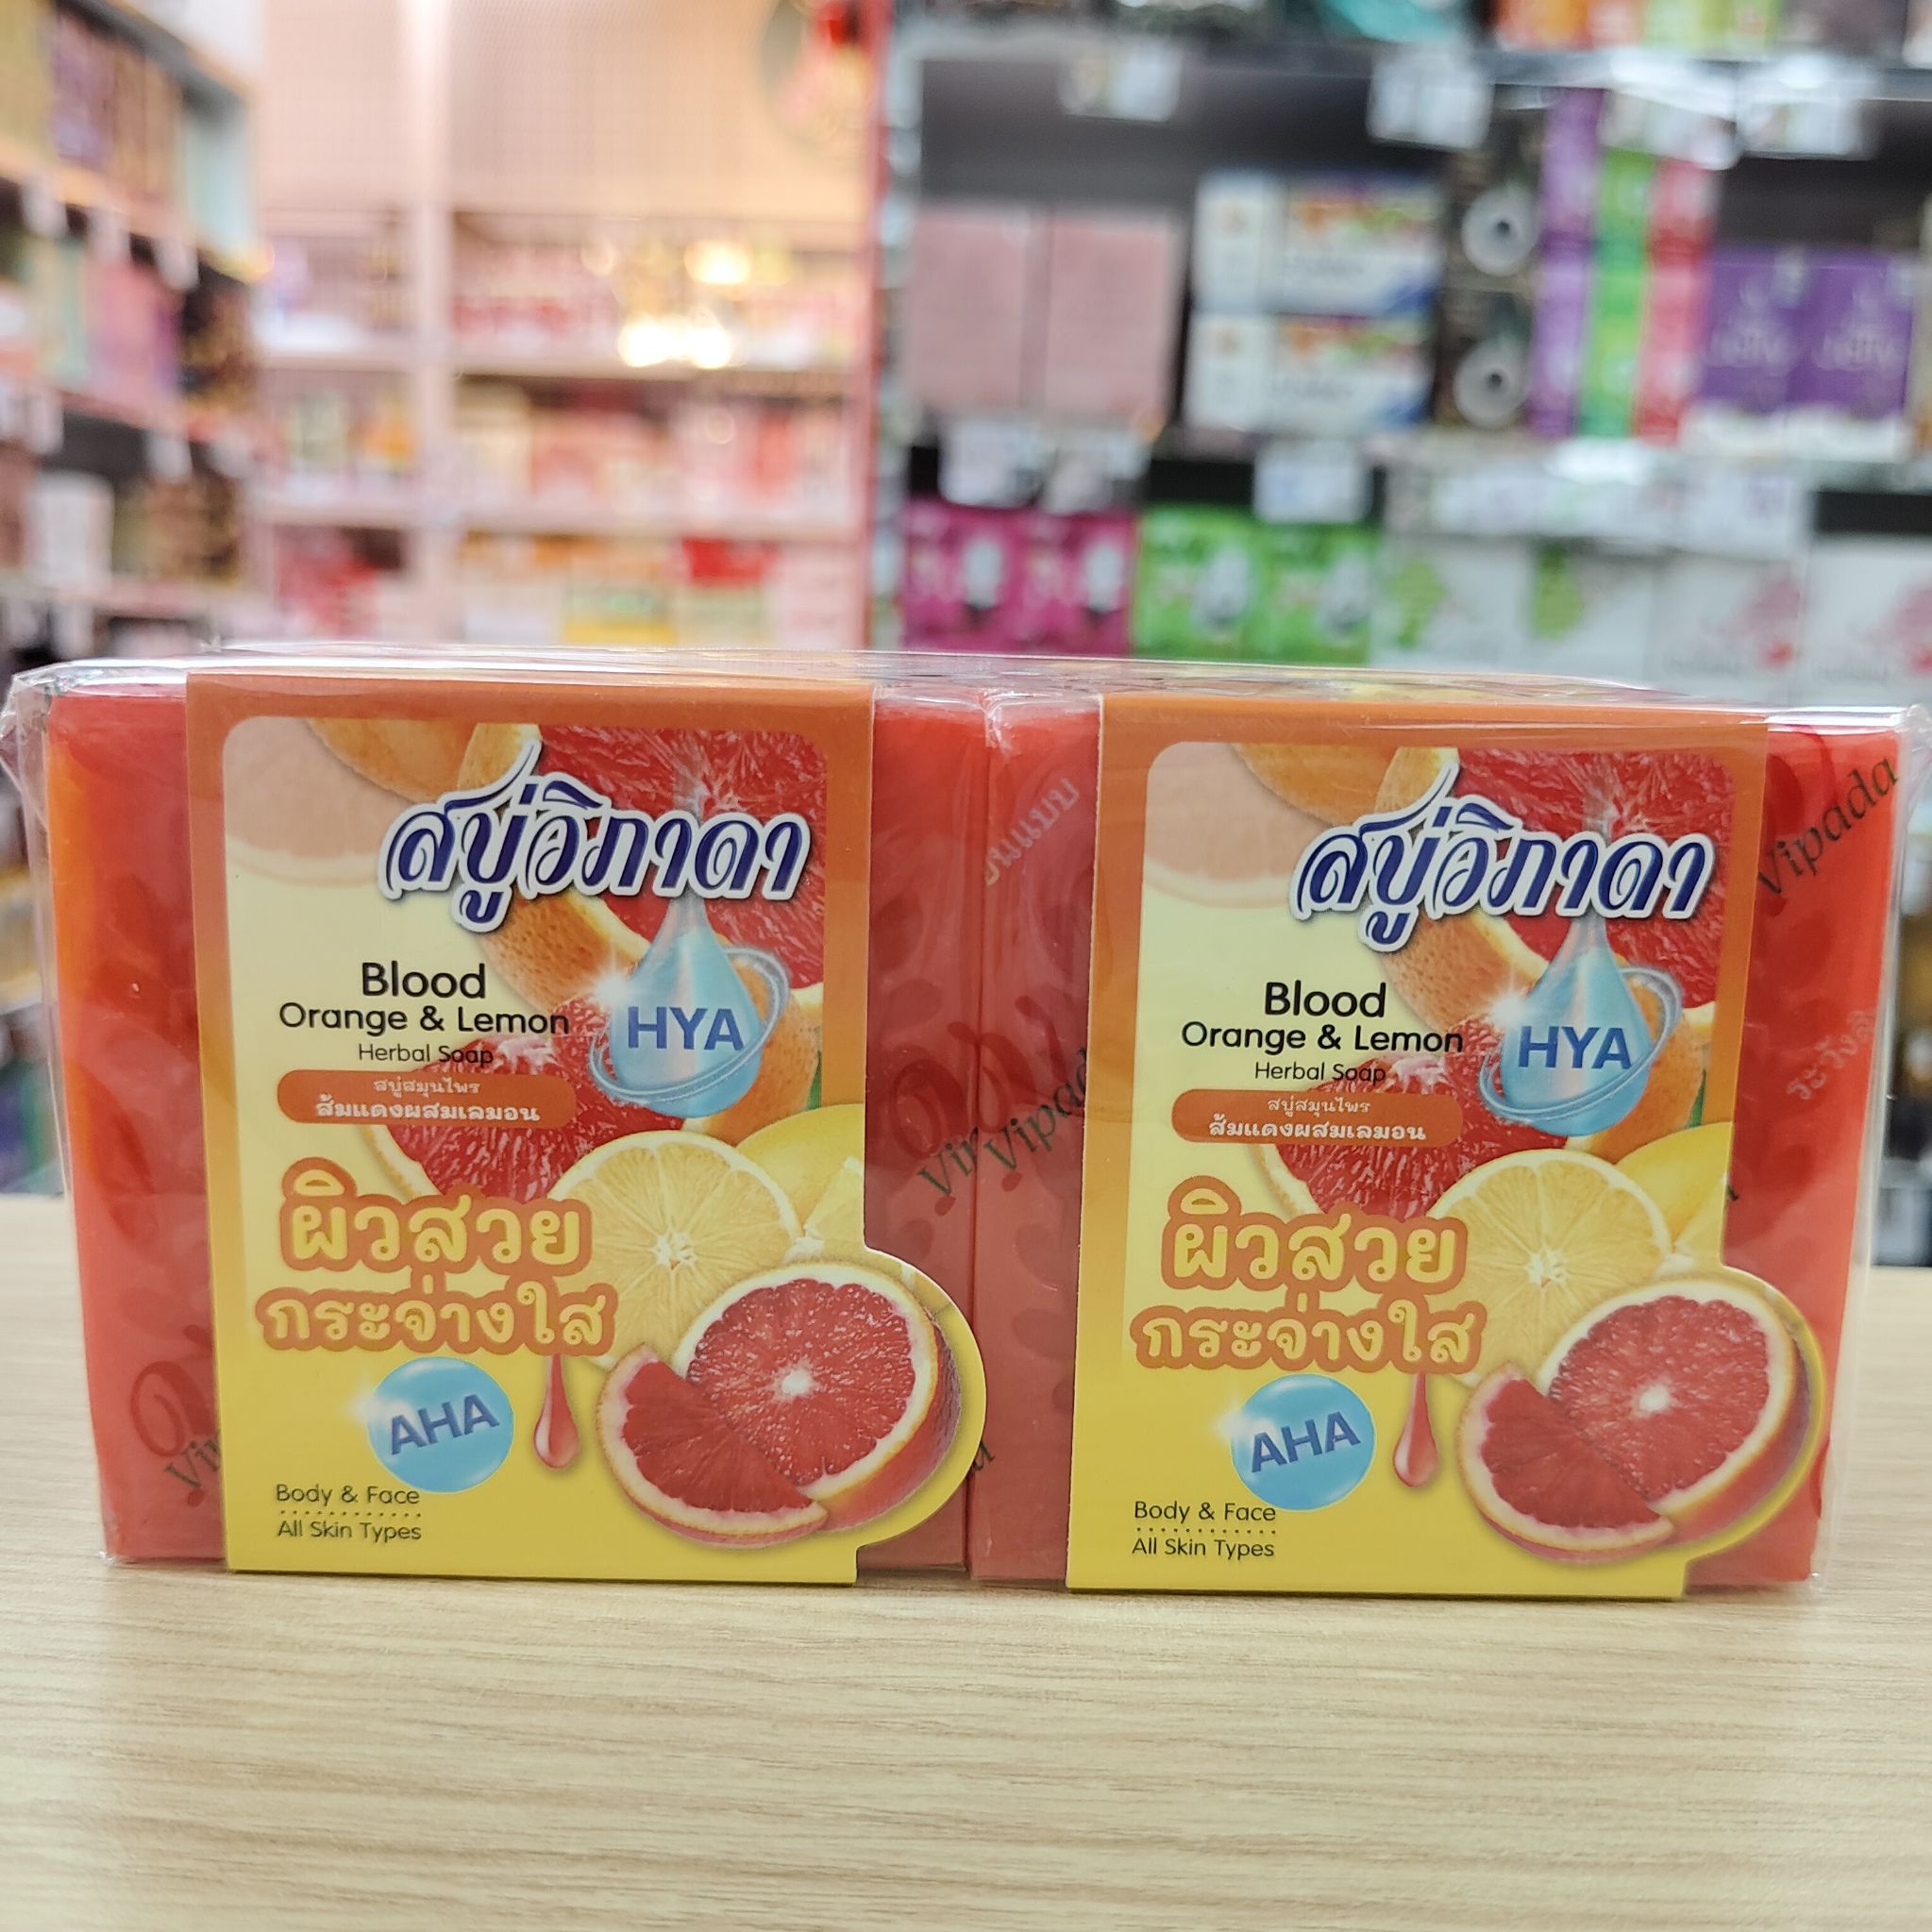 สบู่วิภาดา
Blood
Orange & Lemon
Herbal Soap
HYA
สบู่สมุนไพร
ส้มแดงผสมเลมอน
ผิวสวย
กระจ่างใส
AHA
Body & Face
All Skin Types
Vipada
สบู่วิภาดา
Blood
Orange & Lemon
Herbal Soap
HYA
สบู่สมุนไพร
ส้มแดงผสมเลมอน
ผิวสวย
กระจ่างใส
AHA
Body & Face
All Skin Types
Vipada